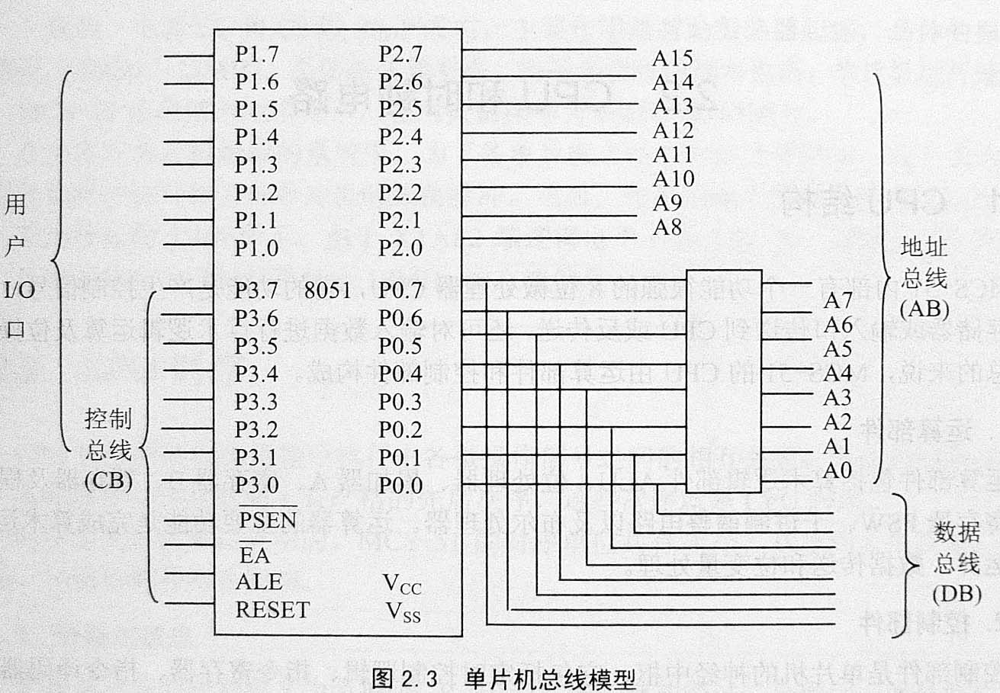 P1.7 P2.7 A15
P1.6 P2.6 A14
P1.5 P2.5 A13
P1.4 P2.4 A12
P1.3 P2.3 A11
P1.2 P2.2 A10
P1.1 P2.1 A9
P1.0 P2.0 A8
用户I/O口
P3.7 8051 P0.7 A7
P3.6 P0.6 A6
P3.5 P0.5 A5
P3.4 P0.4 A4
P3.3 P0.3 A3
P3.2 P0.2 A2
P3.1 P0.1 A1
P3.0 P0.0 A0
PSEN
EA
ALE VCC
RESET VSS
控制
总线
(CB)
地址
总线
(AB)
数据
总线
(DB)
图 2.3 单片机总线模型